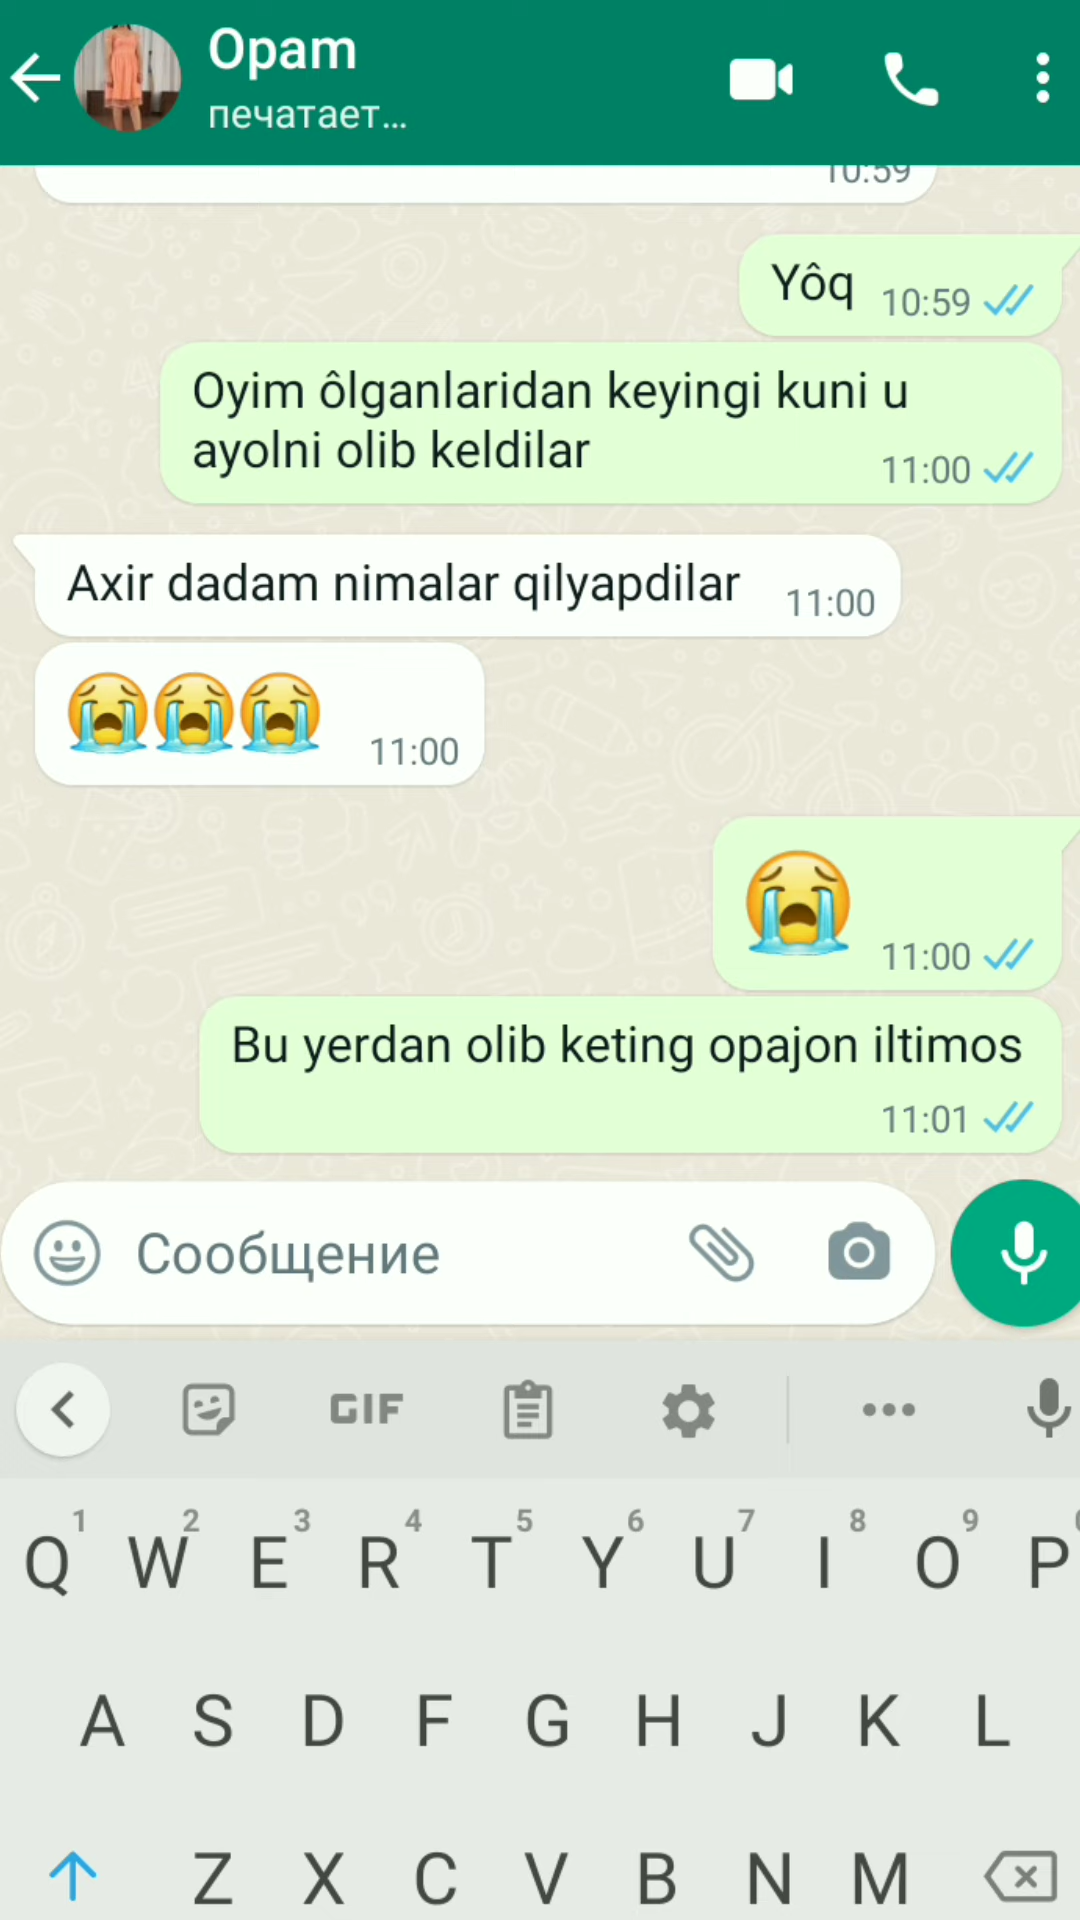 Opam
печатает...
10:59
Yôq 10:59
Oyim ôlganlaridan keyingi kuni u
ayolni olib keldilar
11:00
Axir dadam nimalar qilyapdilar 11:00
😭😭😭 11:00
😭 11:00
Bu yerdan olib keting opajon iltimos
11:01
Сообщение
GIF
1 2 3 4 5 6 7 8 9
Q W E R T Y U I O P
A S D F G H J K L
Z X C V B N M